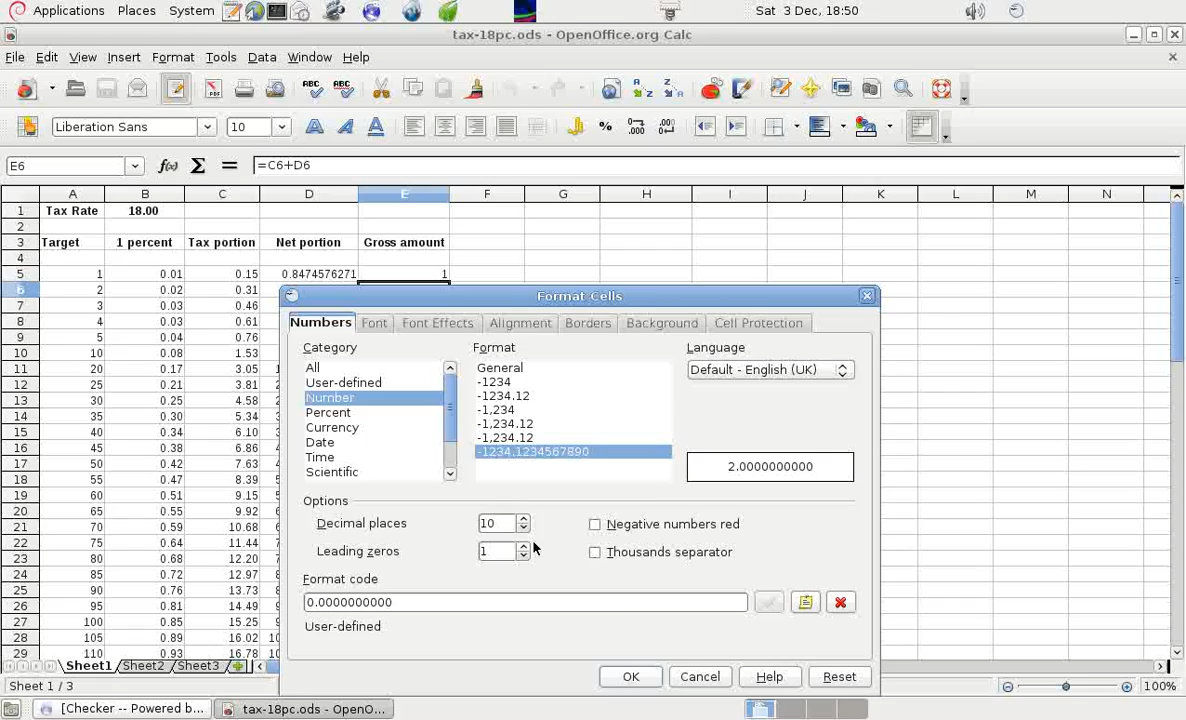 Applications Places System Sat 3 Dec, 18:50
tax-18pc.ods - OpenOffice.org Calc
File Edit View Insert Format Tools Data Window Help
Liberation Sans 10
E6 =C6+D6
A B C D E F G H I J K L M N
1 Tax Rate 18.00
2
3 Target 1 percent Tax portion Net portion Gross amount
4
5 1 0.01 0.15 0.8474576271 1
6 2 0.02 0.31
7 3 0.03 0.46
8 4 0.03 0.61
9 5 0.04 0.76
10 10 0.08 1.53
11 20 0.17 3.05
12 25 0.21 3.81
13 30 0.25 4.58
14 35 0.30 5.34
15 40 0.34 6.10
16 45 0.38 6.86
17 50 0.42 7.63
18 55 0.47 8.39
19 60 0.51 9.15
20 65 0.55 9.92
21 70 0.59 10.68
22 75 0.64 11.44
23 80 0.68 12.20
24 85 0.72 12.97
25 90 0.76 13.73
26 95 0.81 14.49
27 100 0.85 15.25
28 105 0.89 16.02
29 110 0.93 16.78
Format Cells
Numbers Font Font Effects Alignment Borders Background Cell Protection
Category Format Language
All General Default - English (UK)
User-defined -1234
Number -1234.12
Percent -1,234
Currency -1,234.12
Date -1,234.12
Time -1234.1234567890
Scientific 2.0000000000
Options
Decimal places 10 Negative numbers red
Leading zeros 1 Thousands separator
Format code
0.0000000000
User-defined
OK Cancel Help Reset
Sheet1 Sheet2 Sheet3
Sheet 1 / 3 100%
[Checker -- Powered b... tax-18pc.ods - OpenO...